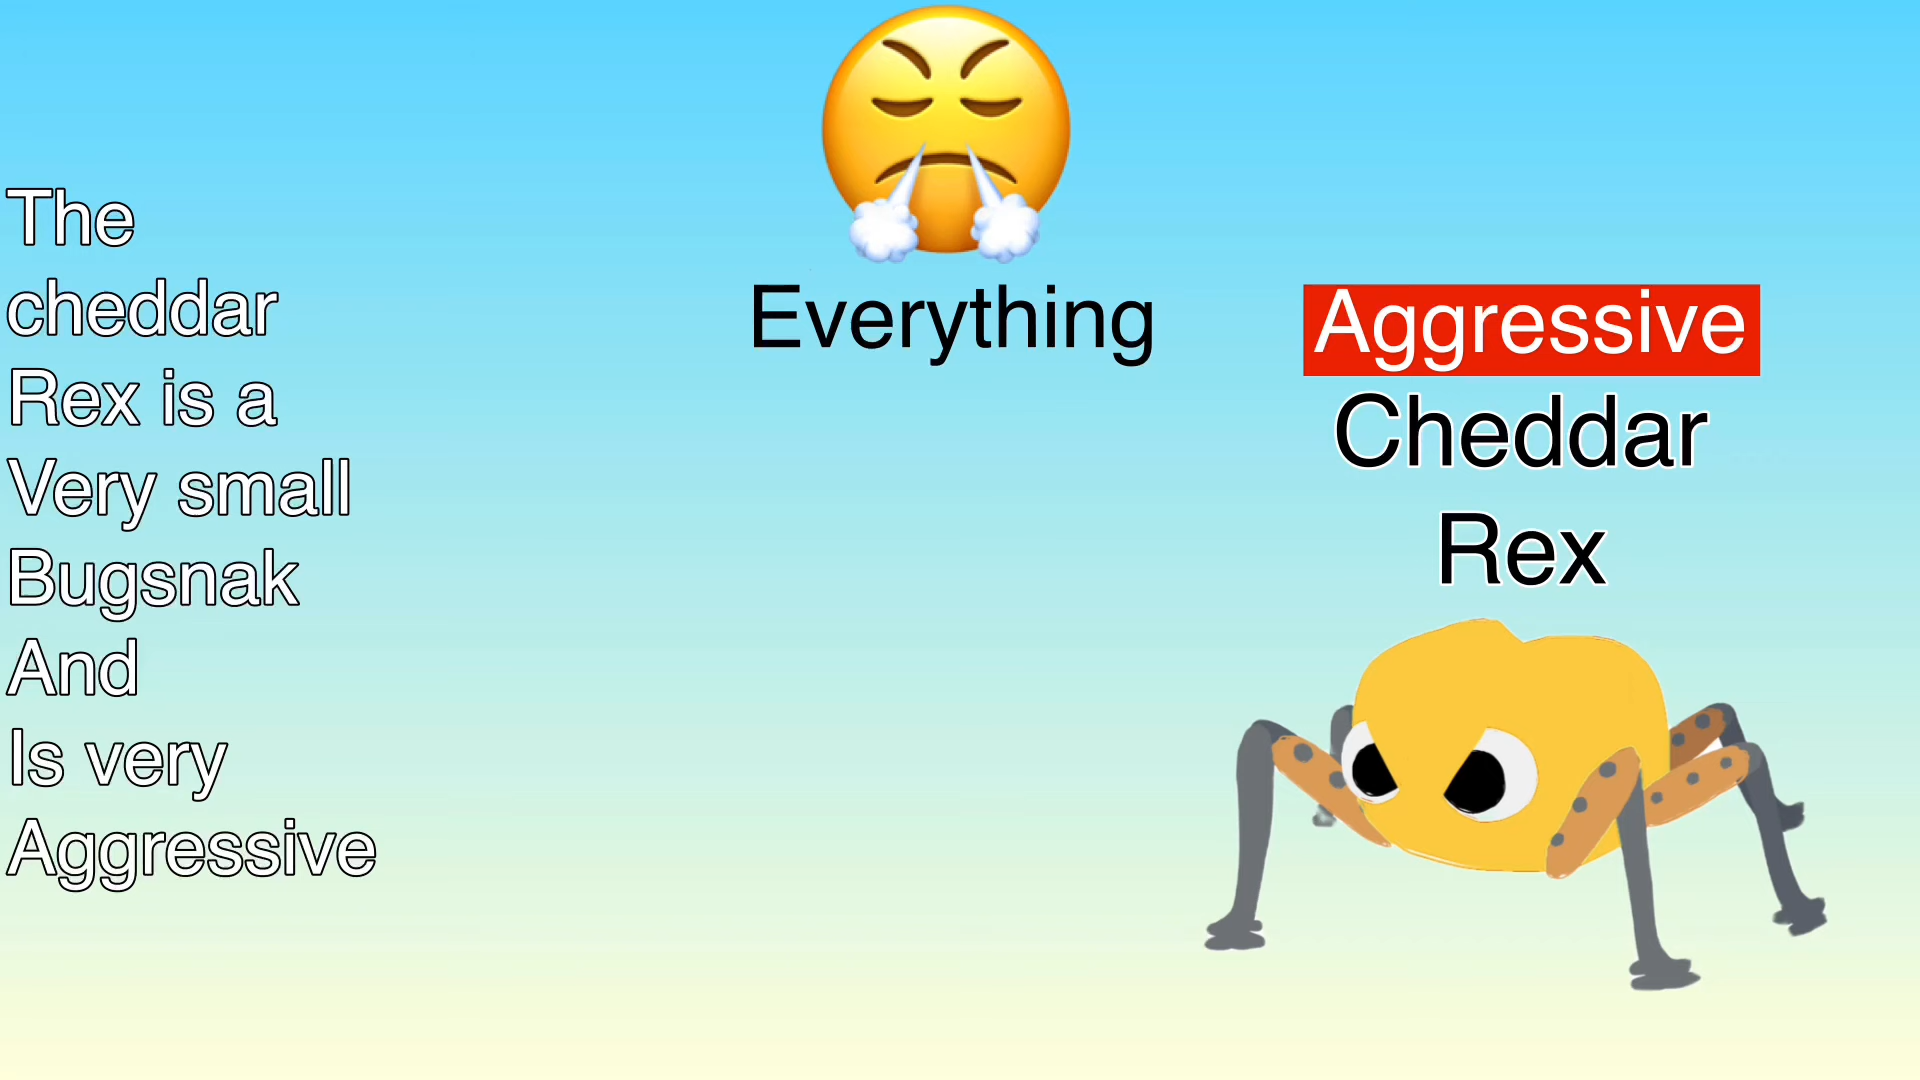 The
cheddar
Rex is a
Very small
Bugsnak
And
Is very
Aggressive
Everything
Aggressive
Cheddar
Rex